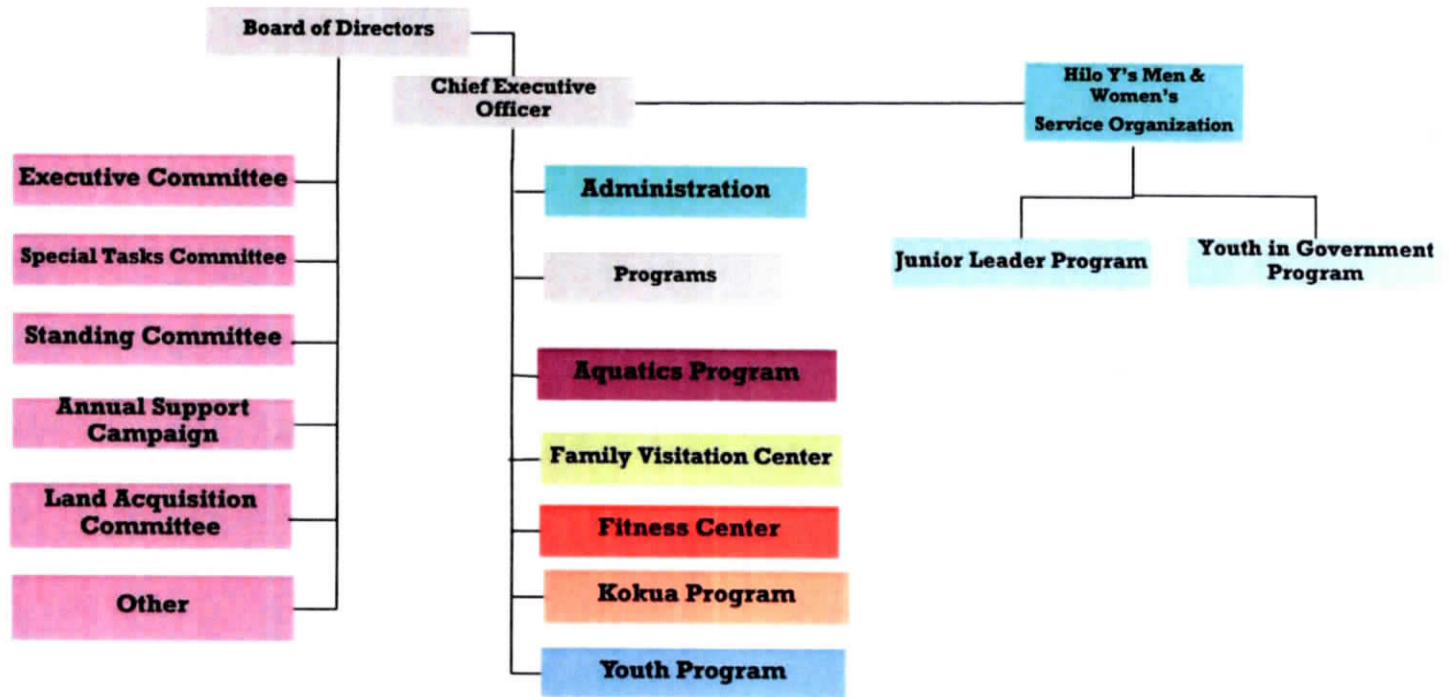 Board of Directors
Chief Executive
Officer
Hilo Y's Men &
Women's
Service Organization
Executive Committee
Special Tasks Committee
Standing Committee
Annual Support
Campaign
Land Acquisition
Committee
Other
Administration
Programs
Aquatics Program
Family Visitation Center
Fitness Center
Kokua Program
Youth Program
Junior Leader Program
Youth in Government
Program